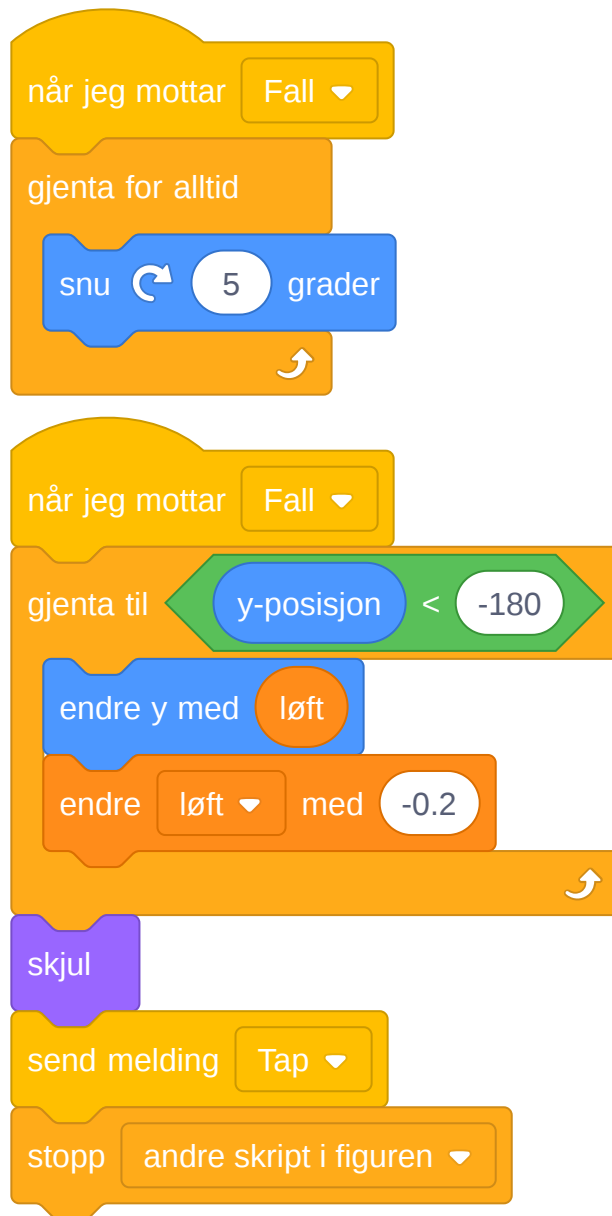 når jeg mottar Fall
gjenta for alltid
snu 5 grader
når jeg mottar Fall
gjenta til y-posisjon < -180
endre y med løft
endre løft med -0.2
skjul
send melding Tap
stopp andre skript i figuren